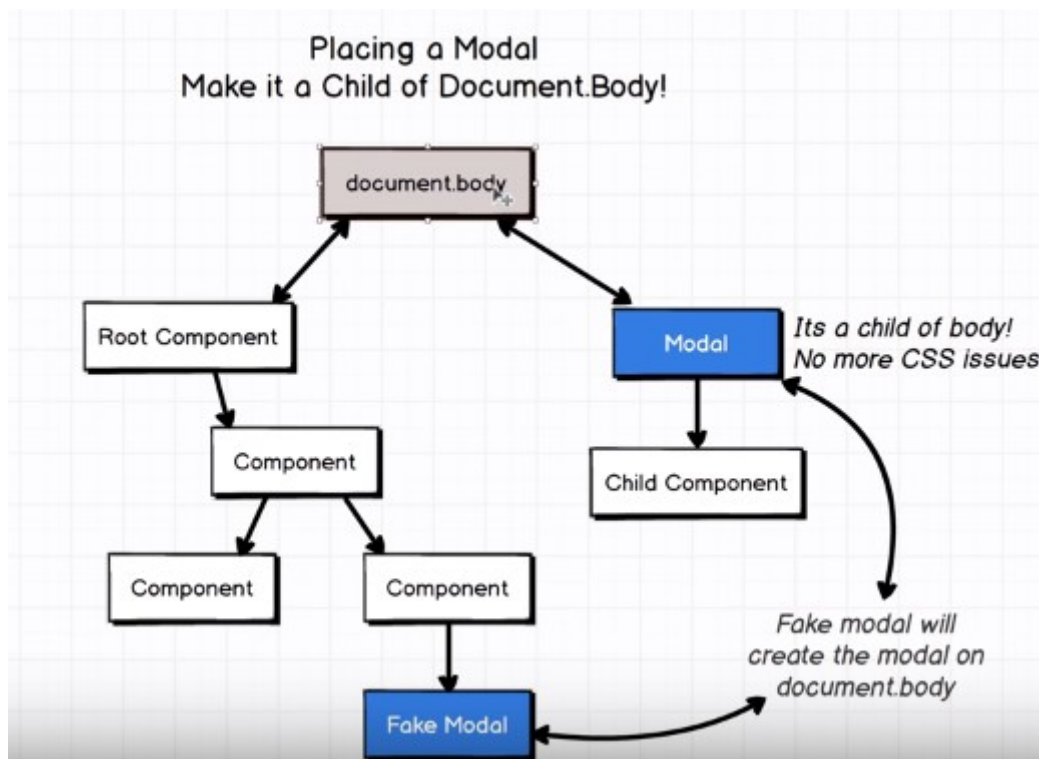 Placing a Modal
Make it a Child of Document.Body!
document.body
Root Component
Modal
Its a child of body!
No more CSS issues
Component
Child Component
Component
Component
Fake modal will
create the modal on
document.body
Fake Modal